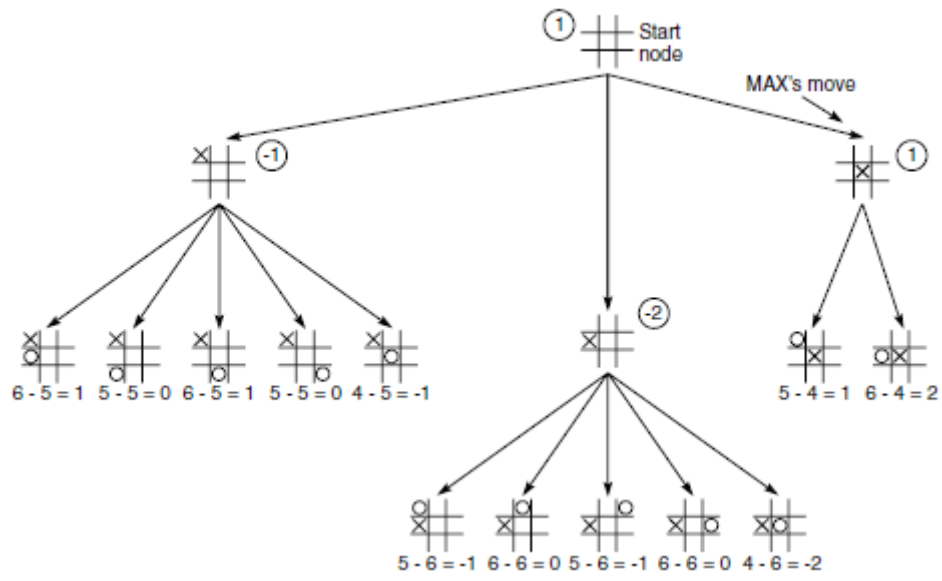 1
Start
node
MAX's move
-1
1
-2
6 - 5 = 1 5 - 5 = 0 6 - 5 = 1 5 - 5 = 0 4 - 5 = -1
5 - 4 = 1 6 - 4 = 2
5 - 6 = -1 6 - 6 = 0 5 - 6 = -1 6 - 6 = 0 4 - 6 = -2